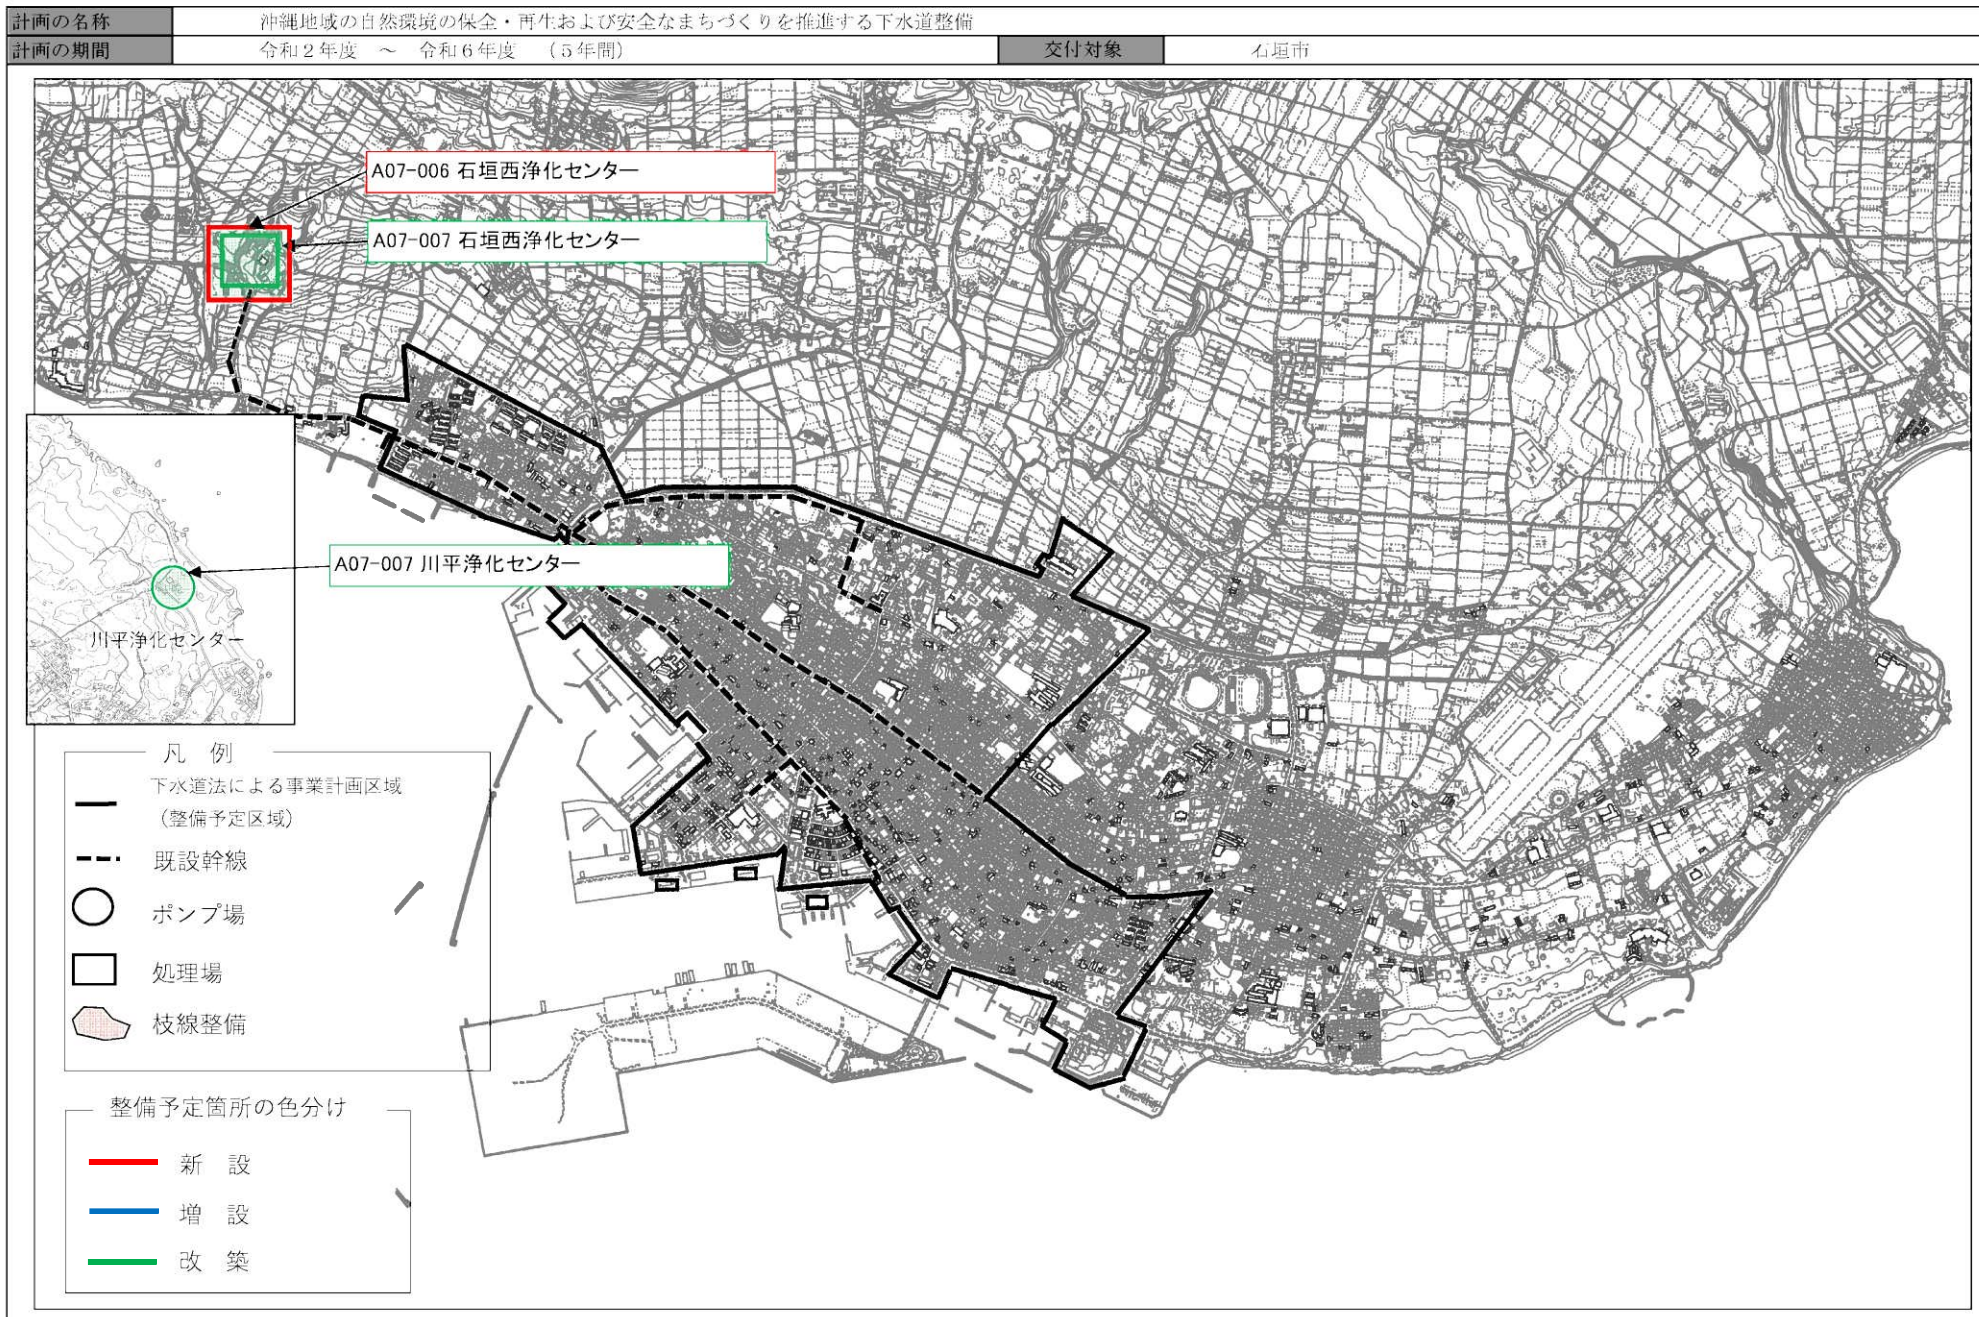 計画の名称 沖縄地域の自然環境の保全・再生および安全なまちづくりを推進する下水道整備
計画の期間 令和２年度 ～ 令和６年度 （５年間） 交付対象 石垣市
A07-006 石垣西浄化センター
A07-007 石垣西浄化センター
A07-007 川平浄化センター
川平浄化センター
凡 例
下水道法による事業計画区域
（整備予定区域）
既設幹線
ポンプ場
処理場
枝線整備
整備予定箇所の色分け
新 設
増 設
改 築